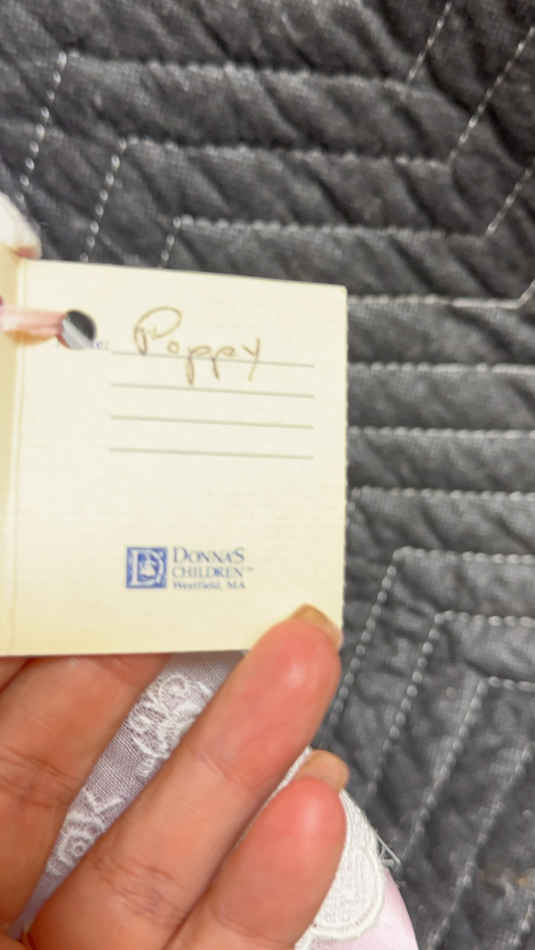 Poppy
DONNA'S
CHILDREN™
Westfield, MA